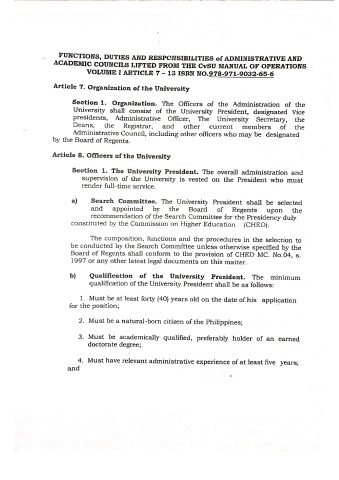 FUNCTIONS, DUTIES AND RESPONSIBILITIES of ADMINISTRATIVE AND
ACADEMIC COUNCILS LIFTED FROM THE CvSU MANUAL OF OPERATIONS
VOLUME I ARTICLE 7 – 13 ISBN NO.978-971-9032-65-6
Article 7. Organization of the University
Section 1. Organization. The Officers of the Administration of the
University shall consist of the University President, designated Vice
presidents, Administrative Officer, The University Secretary, the
Deans, the Registrar, and other current members of the
Administrative Council, including other officers who may be designated
by the Board of Regents.
Article 8. Officers of the University
Section 1. The University President. The overall administration and
supervision of the University is vested on the President who must
render full-time service.
a) Search Committee. The University President shall be selected
and appointed by the Board of Regents upon the
recommendation of the Search Committee for the Presidency duly
constituted by the Commission on Higher Education (CHED).
The composition, functions and the procedures in the selection to
be conducted by the Search Committee unless otherwise specified by the
Board of Regents shall conform to the provision of CHED MC. No.04, s.
1997 or any other latest legal documents on this matter.
b) Qualification of the University President. The minimum
qualification of the University President shall be as follows:
1. Must be at least forty (40) years old on the date of his application
for the position;
2. Must be a natural-born citizen of the Philippines;
3. Must be academically qualified, preferably holder of an earned
doctorate degree;
4. Must have relevant administrative experience of at least five years;
and